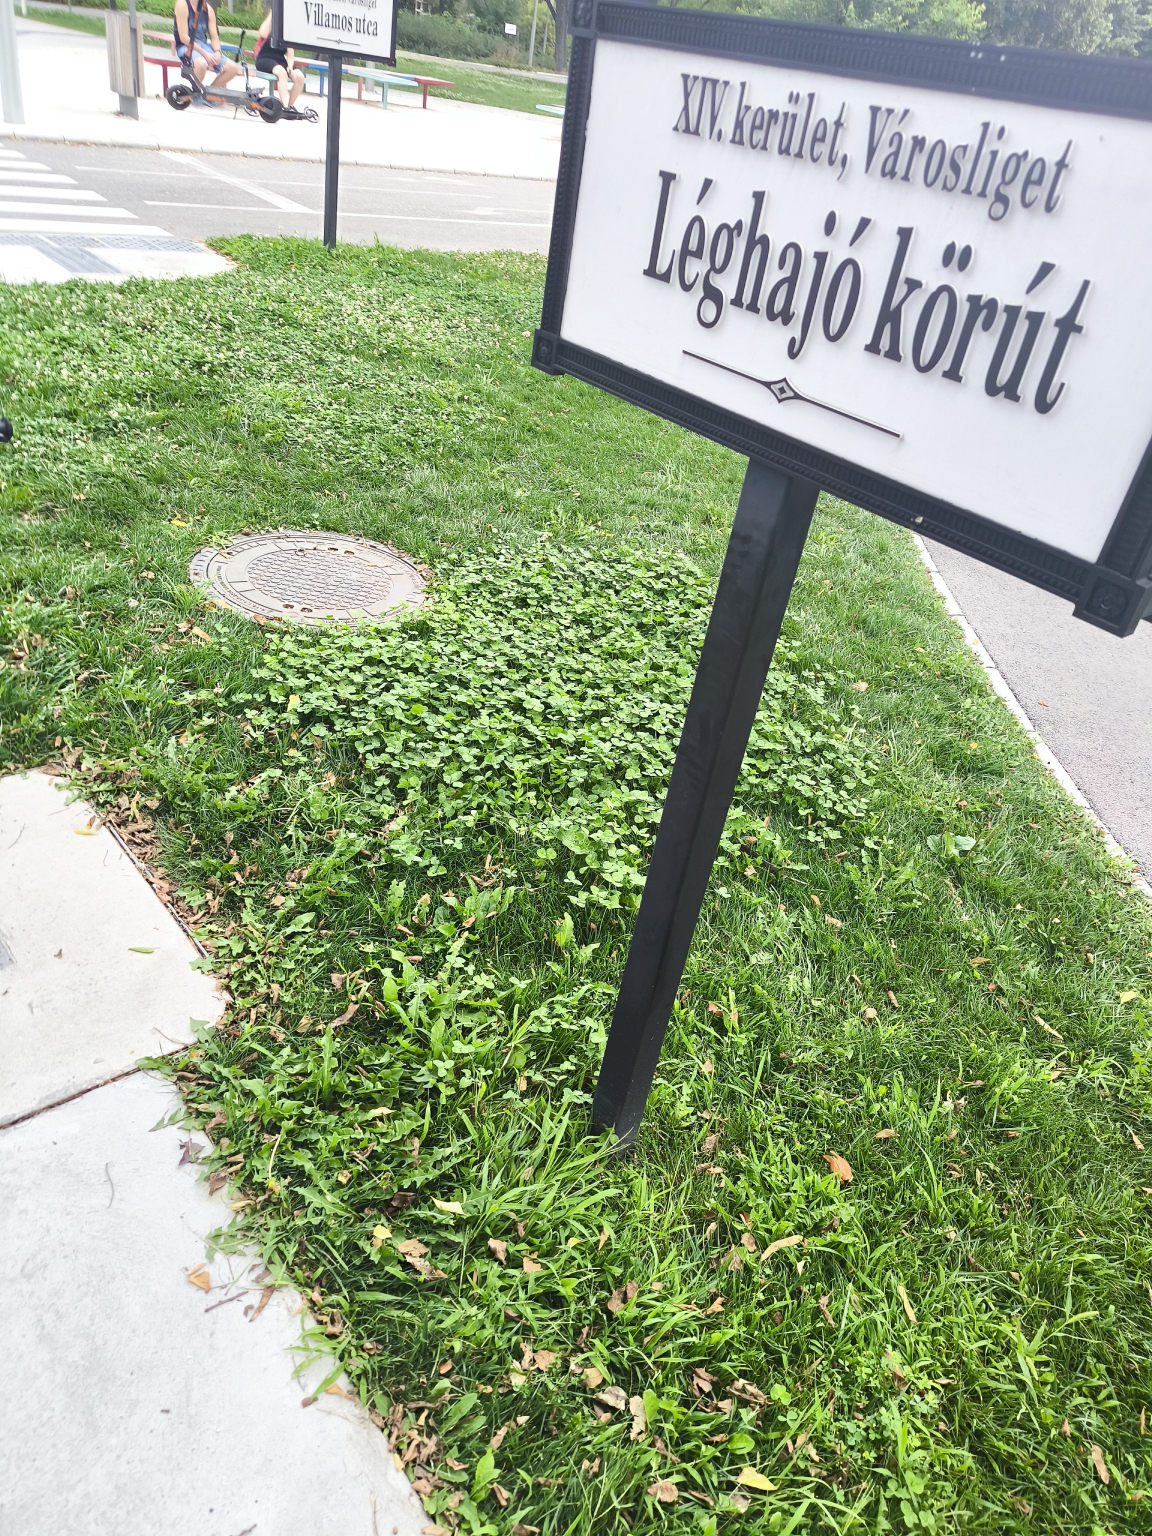 Villamos utca
XIV. kerület, Városliget
Léghajó körút